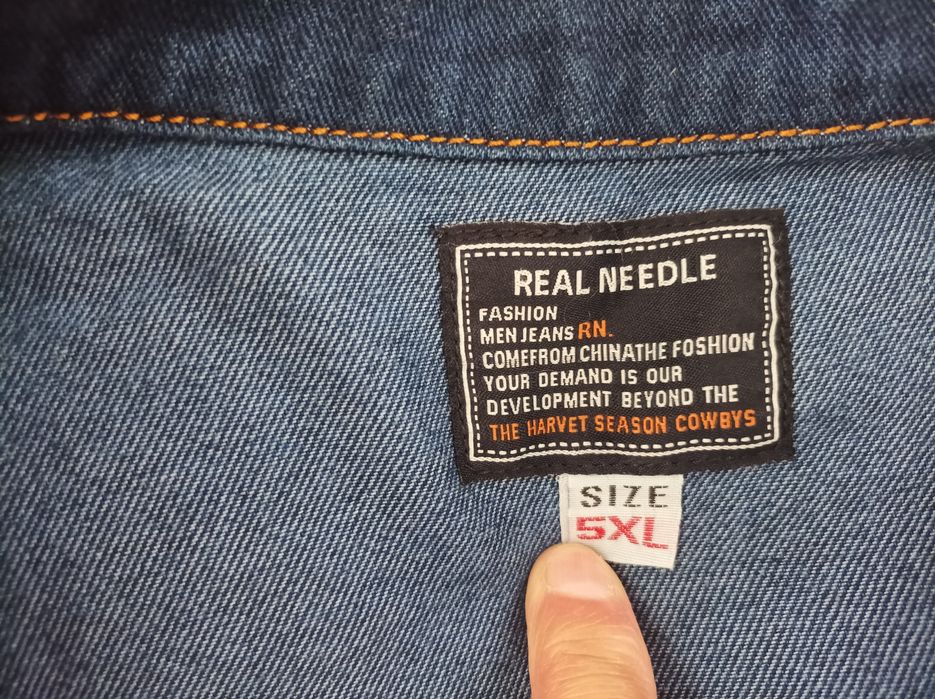 REAL NEEDLE
FASHION
MEN JEANS RN.
COMEFROM CHINATHE FOSHION
YOUR DEMAND IS OUR
DEVELOPMENT BEYOND THE
THE HARVET SEASON COWBYS
SIZE
5XL